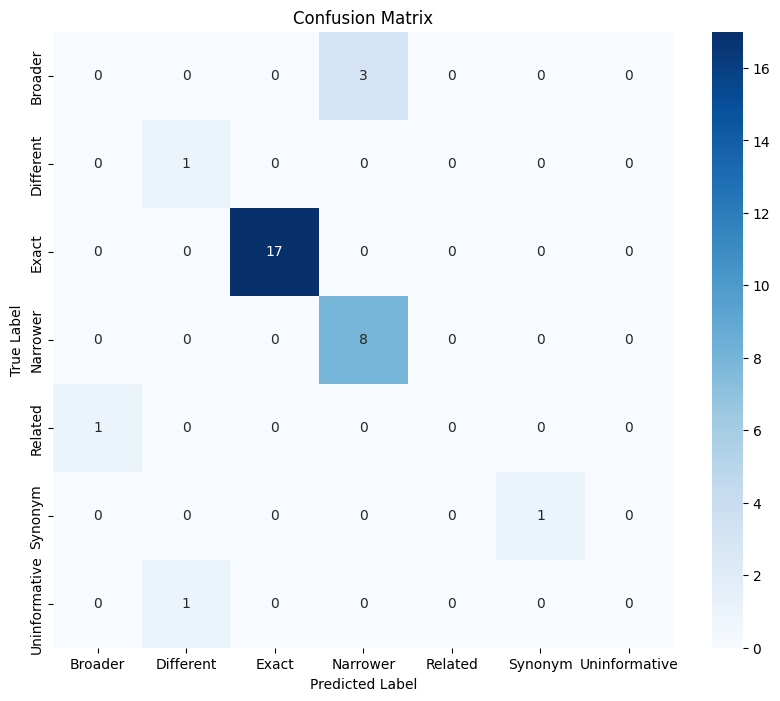 Confusion Matrix
True Label
Broader 0 0 0 3 0 0 0
Different 0 1 0 0 0 0 0
Exact 0 0 17 0 0 0 0
Narrower 0 0 0 8 0 0 0
Related 1 0 0 0 0 0 0
Synonym 0 0 0 0 0 1 0
Uninformative 0 1 0 0 0 0 0
Broader Different Exact Narrower Related Synonym Uninformative
Predicted Label
16
14
12
10
8
6
4
2
0